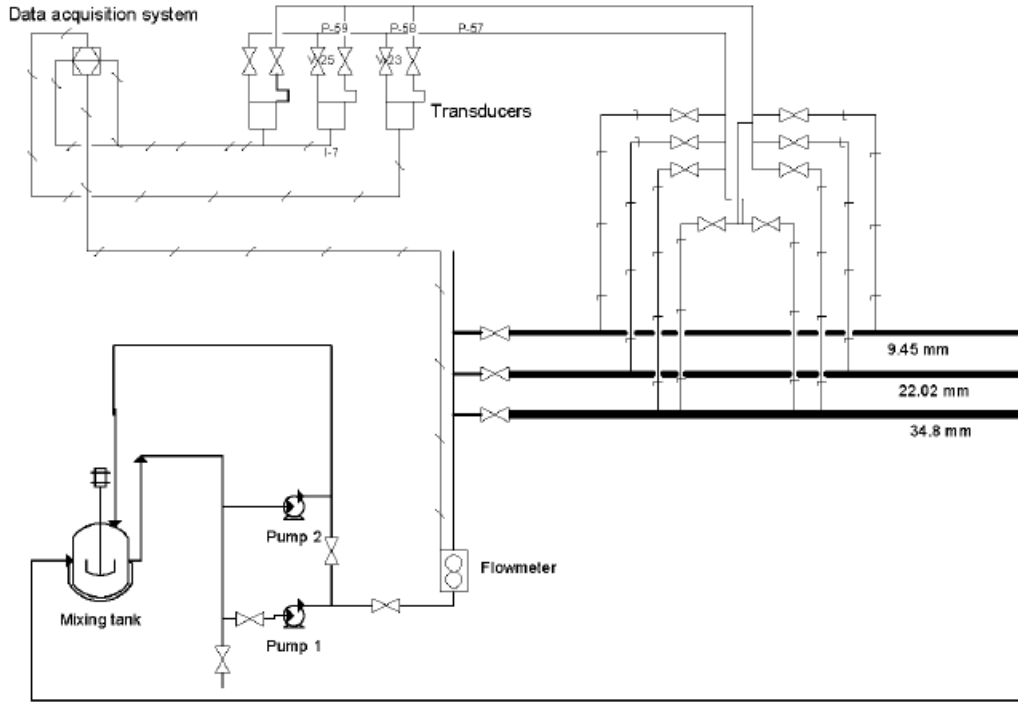 Data acquisition system
P-59 P-58 P-57
V-25 V-23
Transducers
I-7
9.45 mm
22.02 mm
34.8 mm
Pump 2
Flowmeter
Mixing tank
Pump 1